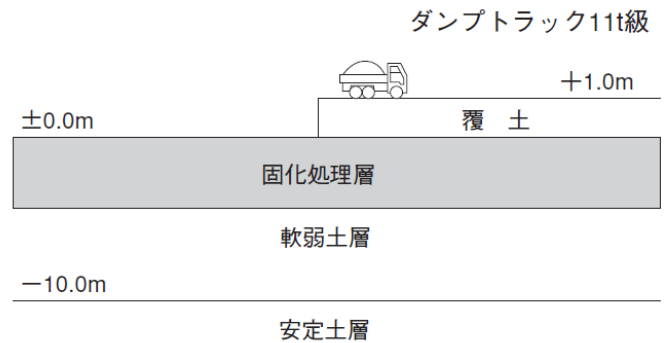 ダンプトラック11t級
＋1.0m
±0.0m
覆　土
固化処理層
軟弱土層
－10.0m
安定土層